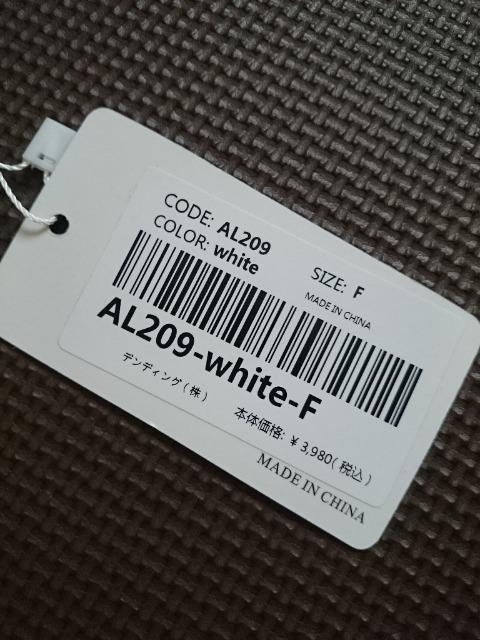 CODE: AL209
COLOR: white
SIZE: F
MADE IN CHINA
AL209-white-F
デンディング(株)
本体価格: ¥3,980(税込)
MADE IN CHINA